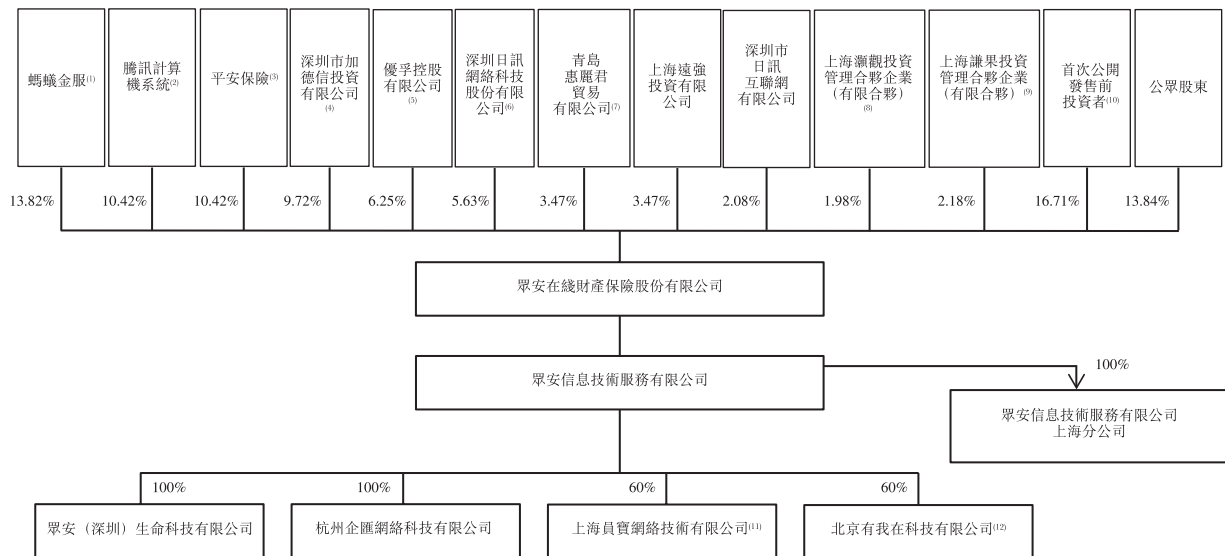 螞蟻金服(1)
騰訊計算
機系統(2)
平安保險(3)
深圳市加
德信投資
有限公司
(4)
優孚控股
有限公司
(5)
深圳日訊
網絡科技
股份有限
公司(6)
青島
惠麗君
貿易
有限公司(7)
上海遠強
投資有限
公司
深圳市
日訊
互聯網
有限公司
上海灝觀投資
管理合夥企業
(有限合夥)
(8)
上海謙果投資
管理合夥企業
(有限合夥)(9)
首次公開
發售前
投資者(10)
公眾股東
13.82%
10.42%
10.42%
9.72%
6.25%
5.63%
3.47%
3.47%
2.08%
1.98%
2.18%
16.71%
13.84%
眾安在綫財產保險股份有限公司
眾安信息技術服務有限公司
100%
眾安信息技術服務有限公司
上海分公司
100%
100%
60%
60%
眾安(深圳)生命科技有限公司
杭州企匯網絡科技有限公司
上海員寶網絡技術有限公司(11)
北京有我在科技有限公司(12)